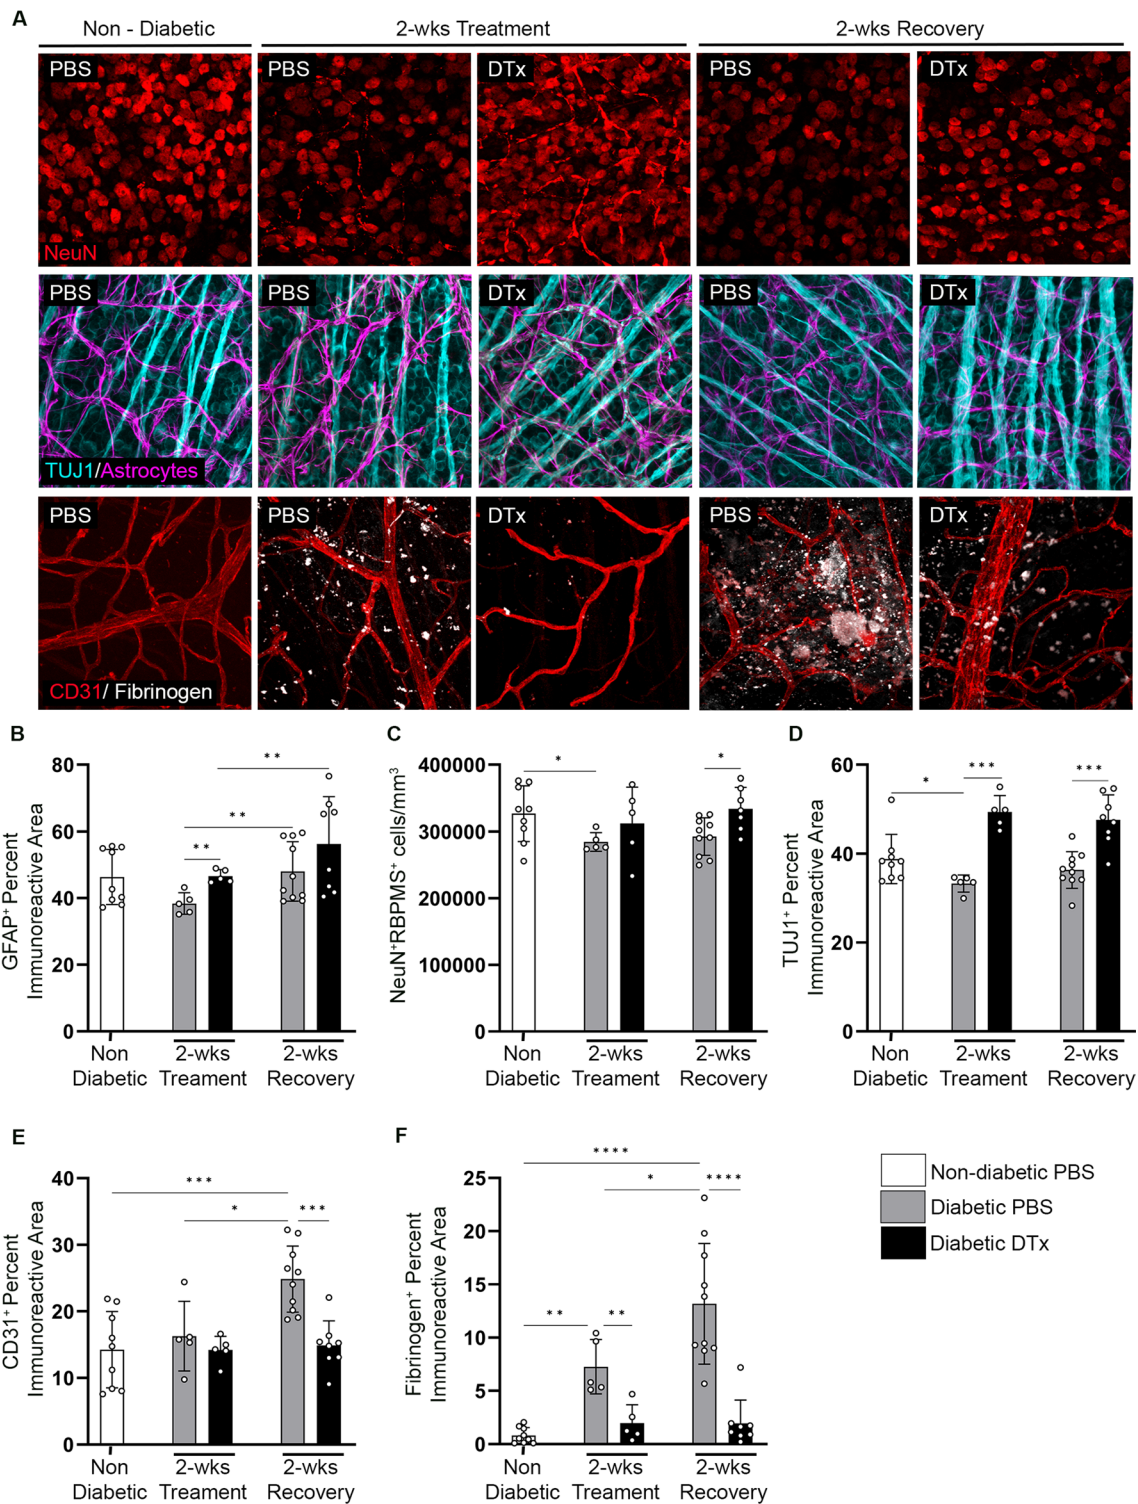 A
Non - Diabetic
2-wks Treatment
2-wks Recovery
PBS
PBS
DTx
PBS
DTx
NeuN
PBS
PBS
DTx
PBS
DTx
TUJ1/Astrocytes
PBS
PBS
DTx
PBS
DTx
CD31/ Fibrinogen
B
GFAP⁺ Percent
Immunoreactive Area
80
60
40
20
0
**
**
**
Non
Diabetic
2-wks
Treament
2-wks
Recovery
C
NeuN⁺RBPMS⁺ cells/mm³
400000
300000
200000
100000
0
*
*
Non
Diabetic
2-wks
Treament
2-wks
Recovery
D
TUJ1⁺ Percent
Immunoreactive Area
60
40
20
0
*
***
***
Non
Diabetic
2-wks
Treament
2-wks
Recovery
E
CD31⁺ Percent
Immunoreactive Area
40
30
20
10
0
***
*
***
Non
Diabetic
2-wks
Treament
2-wks
Recovery
F
Fibrinogen⁺ Percent
Immunoreactive Area
25
20
15
10
5
0
****
*
****
**
**
Non
Diabetic
2-wks
Treament
2-wks
Recovery
Non-diabetic PBS
Diabetic PBS
Diabetic DTx